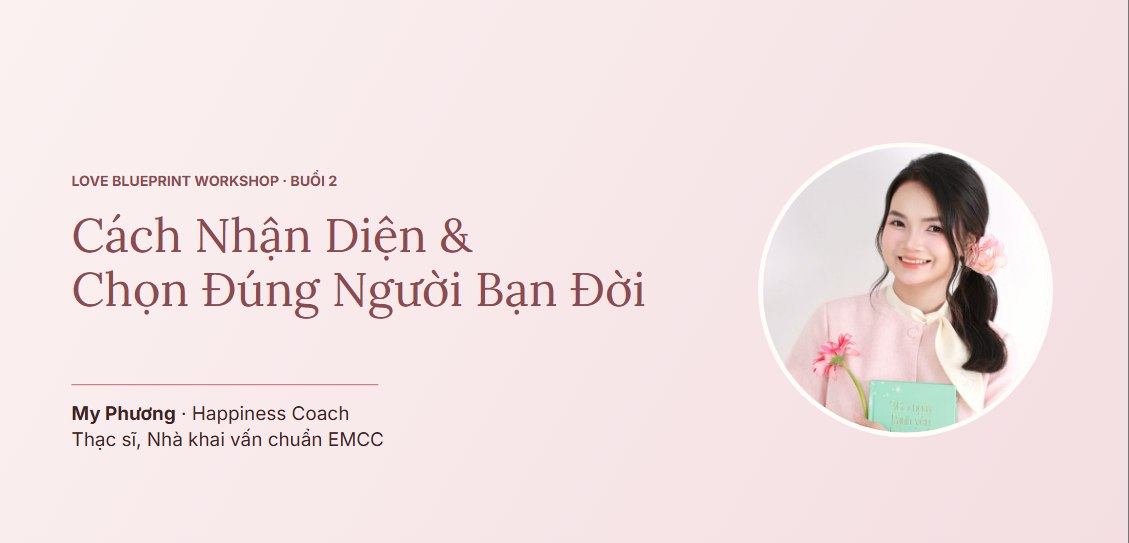 LOVE BLUEPRINT WORKSHOP · BUỔI 2
Cách Nhận Diện &
Chọn Đúng Người Bạn Đời
My Phương · Happiness Coach
Thạc sĩ, Nhà khai vấn chuẩn EMCC